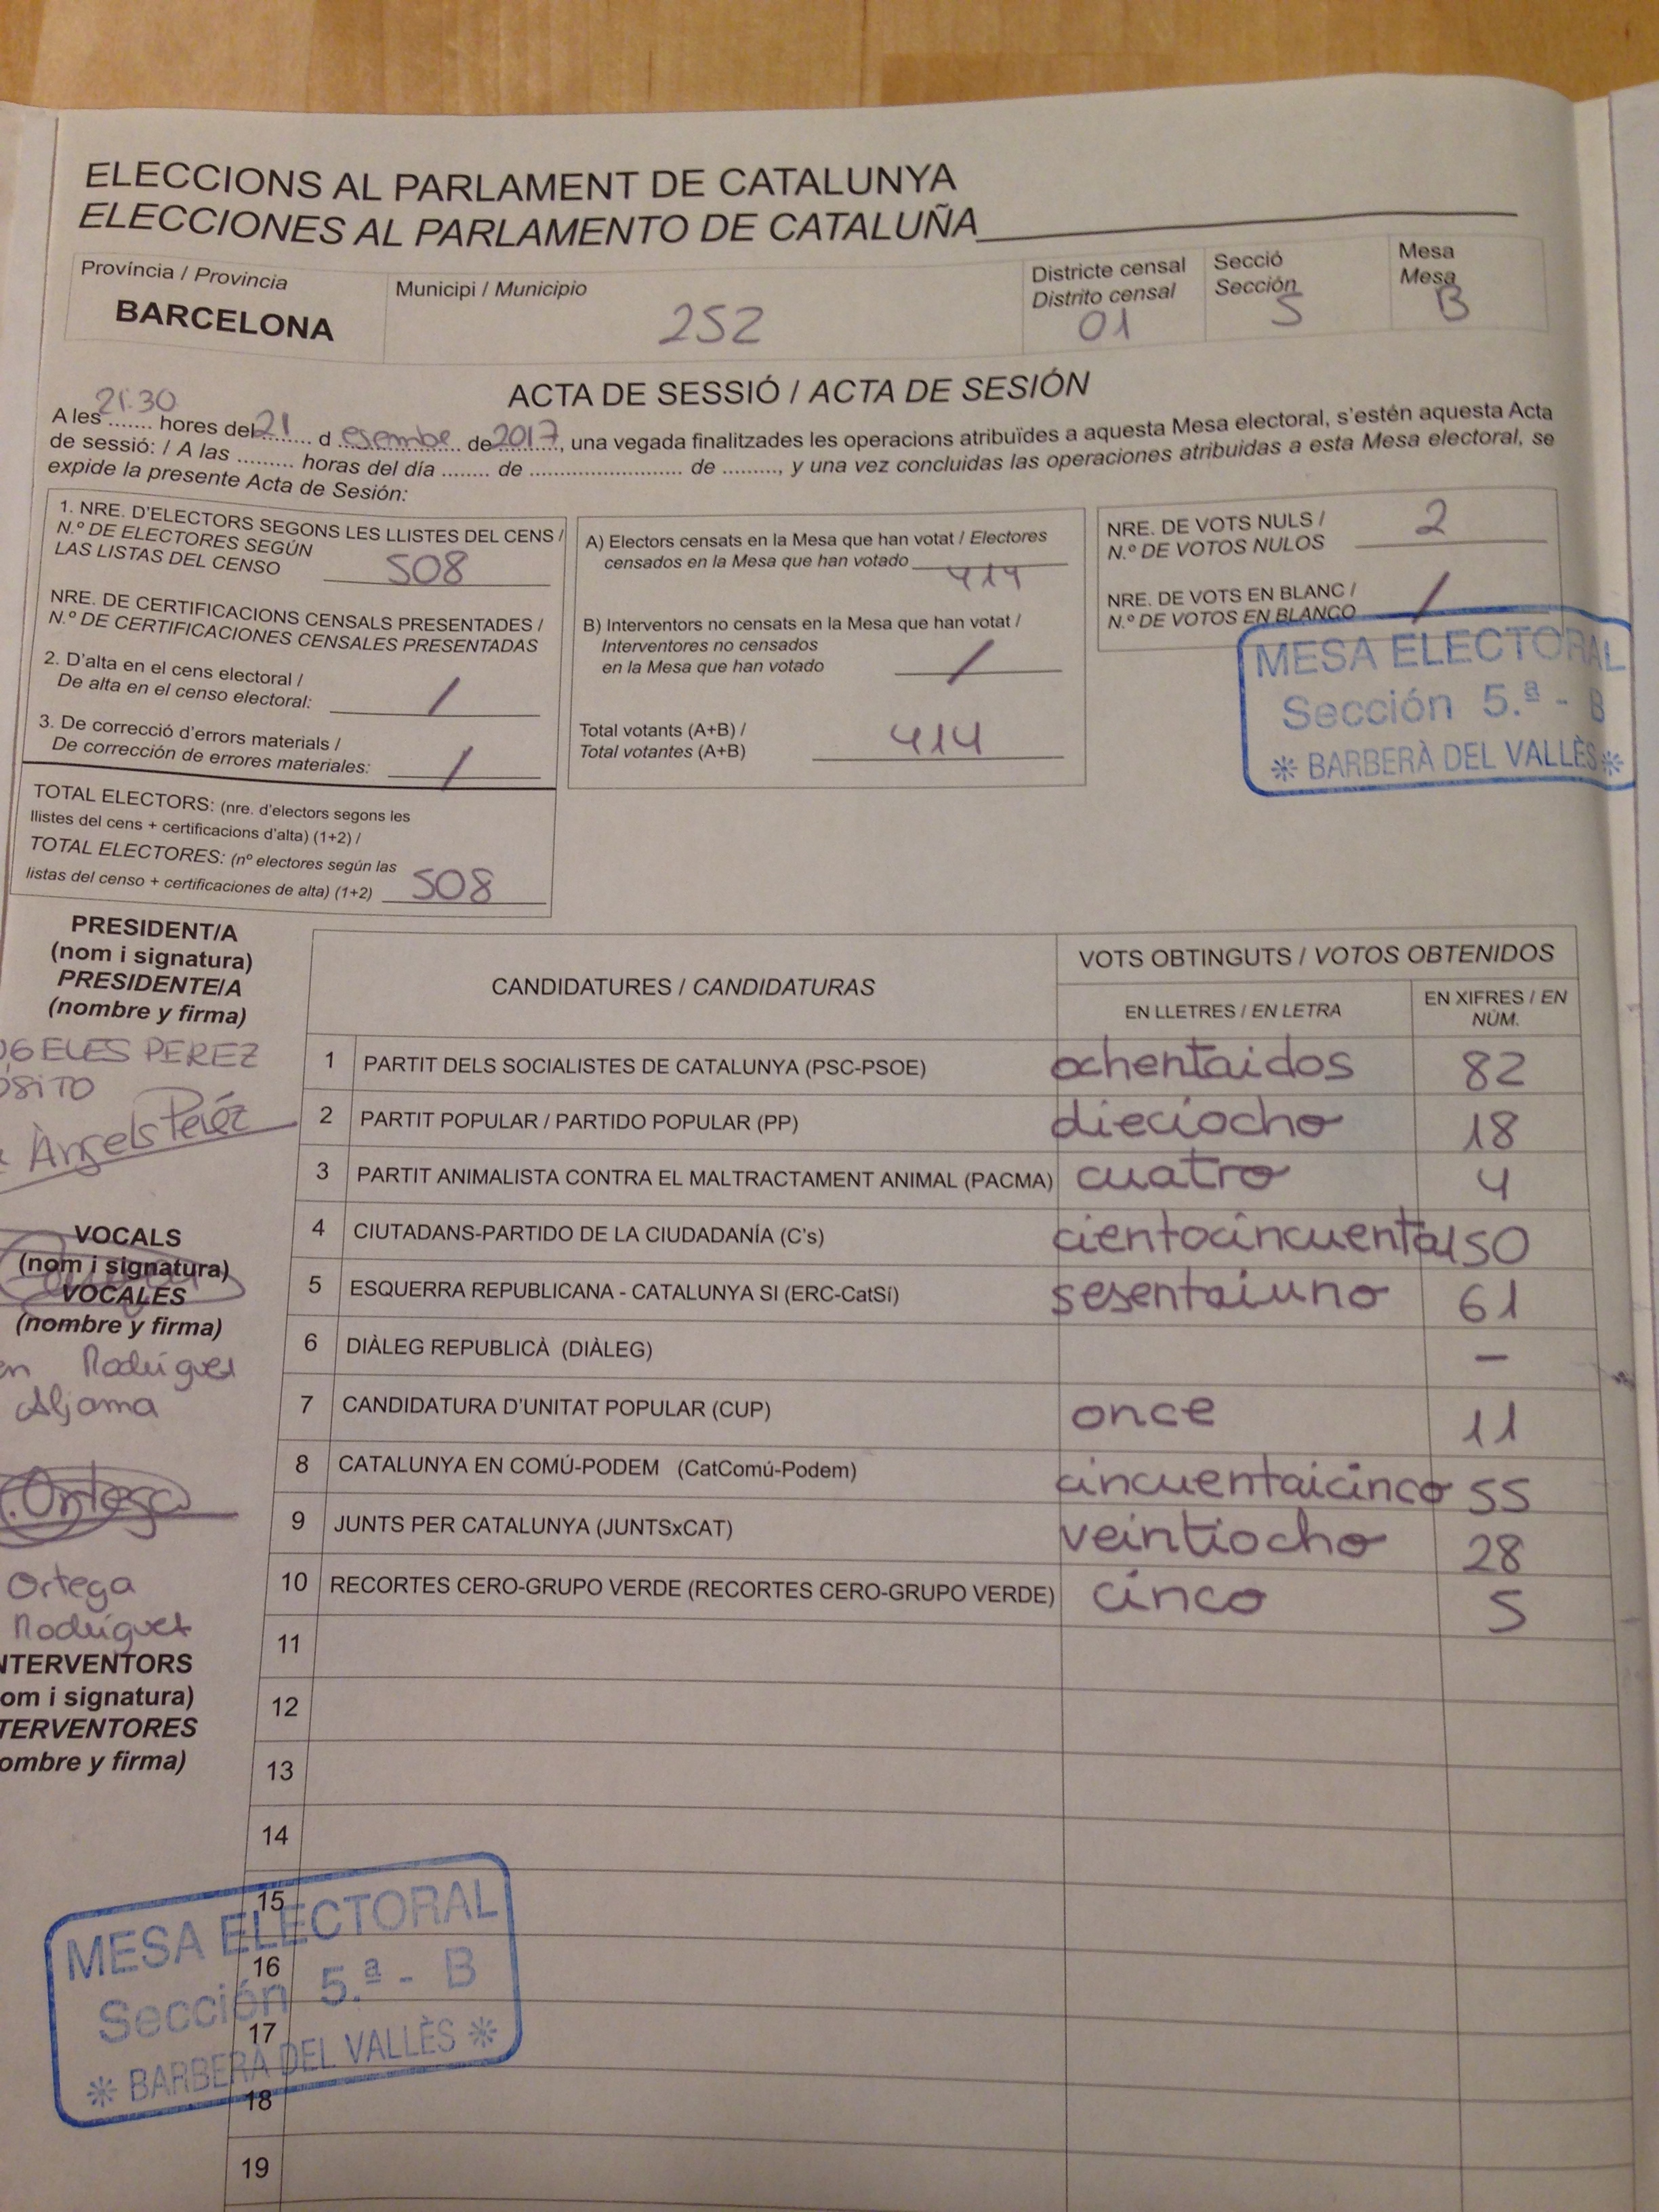 ELECCIONS AL PARLAMENT DE CATALUNYA
ELECCIONES AL PARLAMENTO DE CATALUÑA
Província / Provincia
BARCELONA
Municipi / Municipio
252
Districte censal
Distrito censal
01
Secció
Sección
5
Mesa
Mesa
B
ACTA DE SESSIÓ / ACTA DE SESIÓN
A les 21:30 hores del 21 d esembre de 2017, una vegada finalitzades les operacions atribuïdes a aquesta Mesa electoral, s'estén aquesta Acta
de sessió: / A las ......... horas del día ........ de .......................... de ........., y una vez concluidas las operaciones atribuidas a esta Mesa electoral, se
expide la presente Acta de Sesión:
1. NRE. D'ELECTORS SEGONS LES LLISTES DEL CENS /
N.º DE ELECTORES SEGÚN
LAS LISTAS DEL CENSO 508
NRE. DE CERTIFICACIONS CENSALS PRESENTADES /
N.º DE CERTIFICACIONES CENSALES PRESENTADAS
2. D'alta en el cens electoral /
De alta en el censo electoral: /
3. De correcció d'errors materials /
De corrección de errores materiales: /
TOTAL ELECTORS: (nre. d'electors segons les
llistes del cens + certificacions d'alta) (1+2) /
TOTAL ELECTORES: (nº electores según las
listas del censo + certificaciones de alta) (1+2) 508
A) Electors censats en la Mesa que han votat / Electores
censados en la Mesa que han votado 414
B) Interventors no censats en la Mesa que han votat /
Interventores no censados
en la Mesa que han votado /
Total votants (A+B) /
Total votantes (A+B) 414
NRE. DE VOTS NULS /
N.º DE VOTOS NULOS 2
NRE. DE VOTS EN BLANC /
N.º DE VOTOS EN BLANCO /
MESA ELECTORAL
Sección 5.ª - B
* BARBERÀ DEL VALLÈS *
PRESIDENT/A
(nom i signatura)
PRESIDENTE/A
(nombre y firma)
PEREZ
Àngels Peréz
VOCALS
(nom i signatura)
VOCALES
(nombre y firma)
Rodríguez
Aljama
Ortega
Ortega
Rodríguez
NTERVENTORS
om i signatura)
TERVENTORES
ombre y firma)
CANDIDATURES / CANDIDATURAS
VOTS OBTINGUTS / VOTOS OBTENIDOS
EN LLETRES / EN LETRA
EN XIFRES / EN
NÚM.
1 PARTIT DELS SOCIALISTES DE CATALUNYA (PSC-PSOE) ochentaidos 82
2 PARTIT POPULAR / PARTIDO POPULAR (PP) dieciocho 18
3 PARTIT ANIMALISTA CONTRA EL MALTRACTAMENT ANIMAL (PACMA) cuatro 4
4 CIUTADANS-PARTIDO DE LA CIUDADANÍA (C's) cientocincuenta 150
5 ESQUERRA REPUBLICANA - CATALUNYA SI (ERC-CatSí) sesentaiuno 61
6 DIÀLEG REPUBLICÀ (DIÀLEG) -
7 CANDIDATURA D'UNITAT POPULAR (CUP) once 11
8 CATALUNYA EN COMÚ-PODEM (CatComú-Podem) cincuentaicinco 55
9 JUNTS PER CATALUNYA (JUNTSxCAT) veintiocho 28
10 RECORTES CERO-GRUPO VERDE (RECORTES CERO-GRUPO VERDE) cinco 5
11
12
13
14
15
16
17
18
19
MESA ELECTORAL
Sección 5.ª - B
* BARBERÀ DEL VALLÈS *